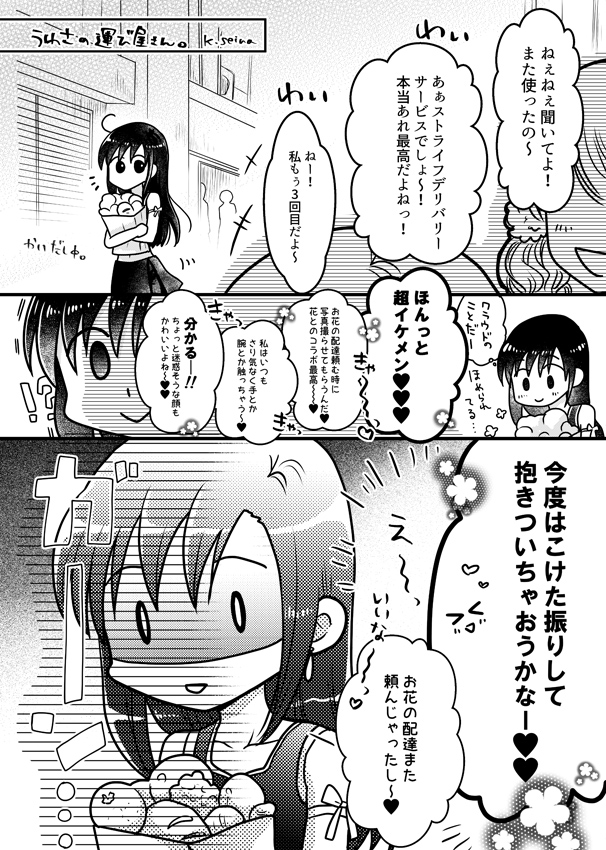 うわさの運び屋さん。 K.seina
ねぇねぇ聞いてよ！
また使ったの～
わい
あぁストライフデリバリー
サービスでしょ～！
本当あれ最高だよねっ！
わい
ねー！
私もぅ3回目だよ～
かいだし中。
クラウドの
ことだー
ほめられ
てる…
ほんっと
超イケメン♥♥♥
お花の配達頼む時に
写真撮らせてもらうんだ
花とのコラボ最高～～♥
きゃっ
私はいつも
さり気なく手とか
腕とか触っちゃう～♥
きゃっ
分かるーー!!
ちょっと迷惑そうな顔も
かわいいよね～♥♥
!?
今度はこけた振りして
抱きついちゃおうかなー♥♥
え～
いいな
お花の配達また
頼んじゃったし～♥
ガーーン